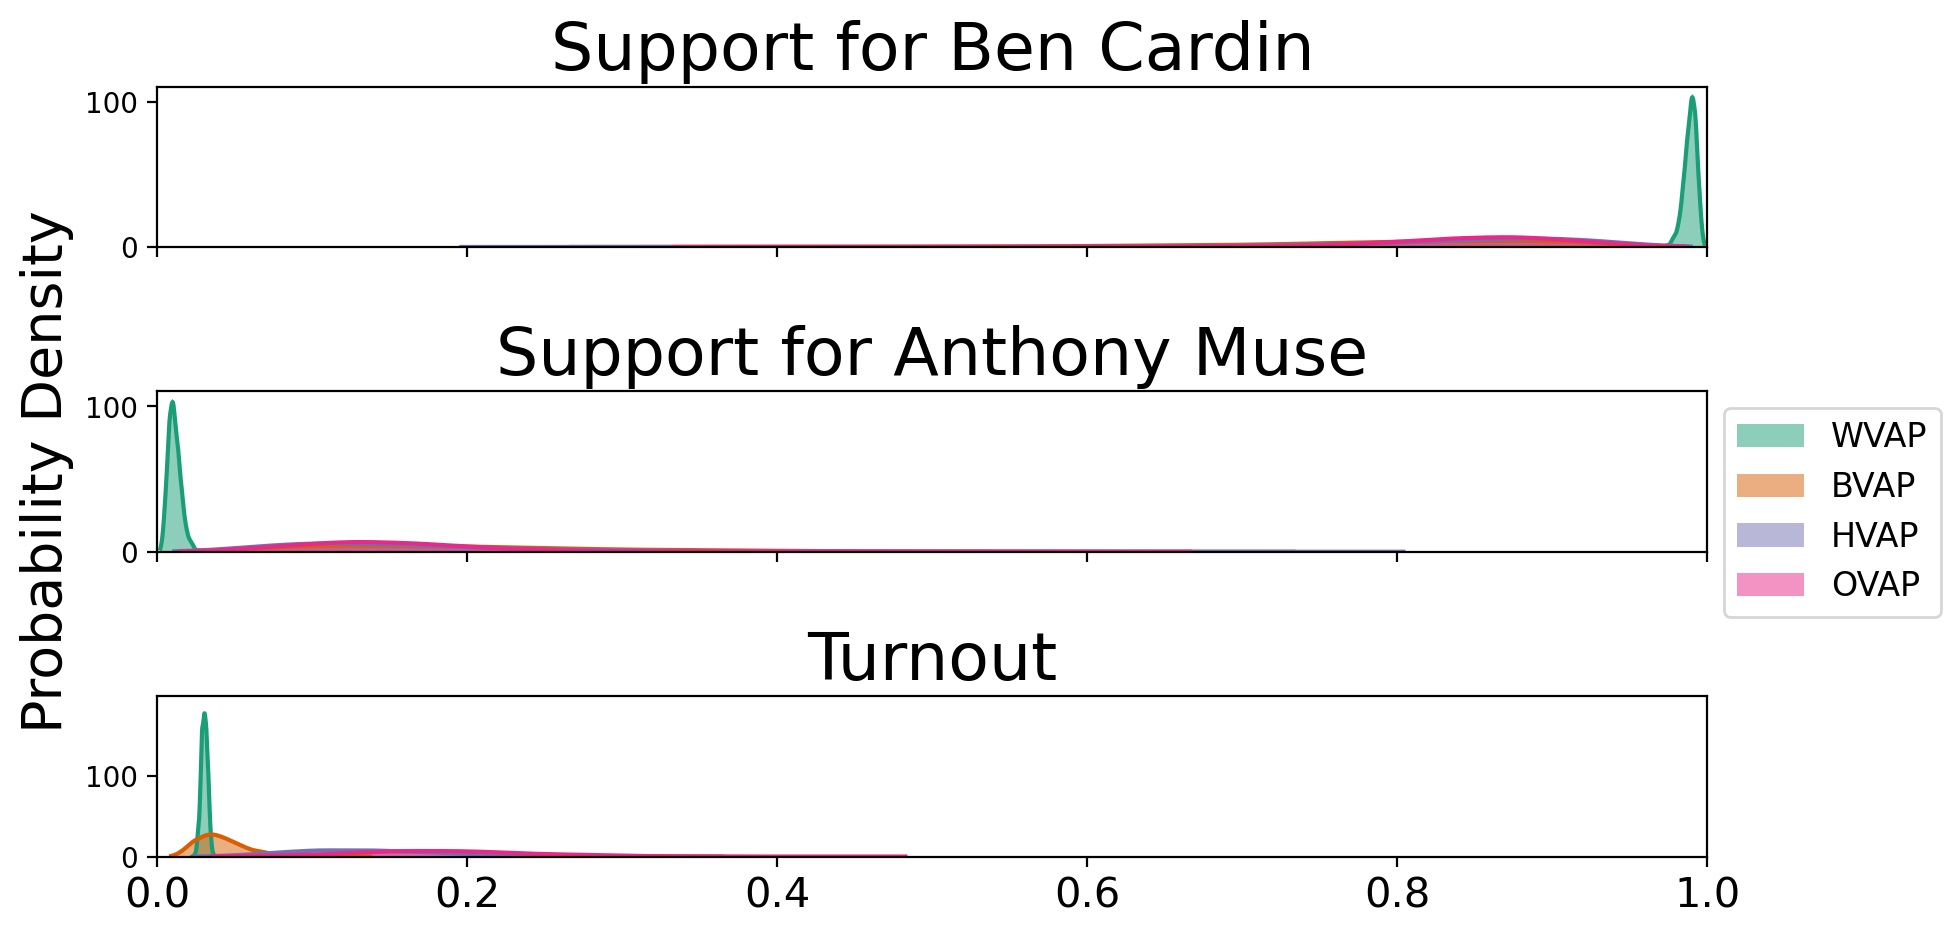 Support for Ben Cardin
100
0
Support for Anthony Muse
100
0
Turnout
100
0
0.0 0.2 0.4 0.6 0.8 1.0
Probability Density
WVAP
BVAP
HVAP
OVAP